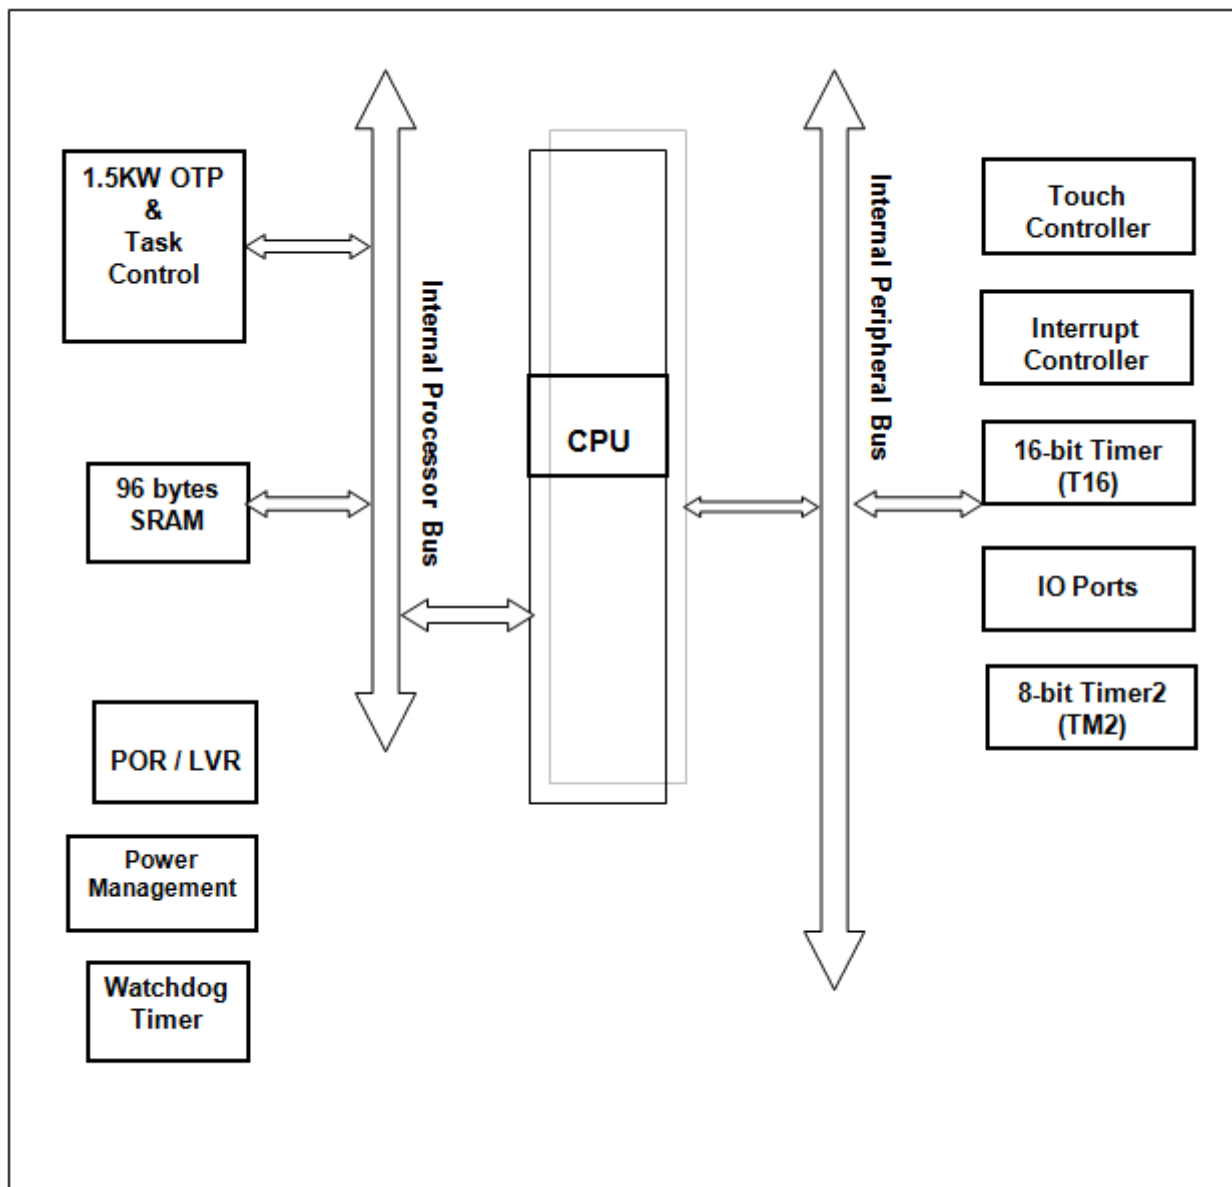 1.5KW OTP
&
Task
Control
96 bytes
SRAM
POR / LVR
Power
Management
Watchdog
Timer
Internal Processor Bus
CPU
Internal Peripheral Bus
Touch
Controller
Interrupt
Controller
16-bit Timer
(T16)
IO Ports
8-bit Timer2
(TM2)